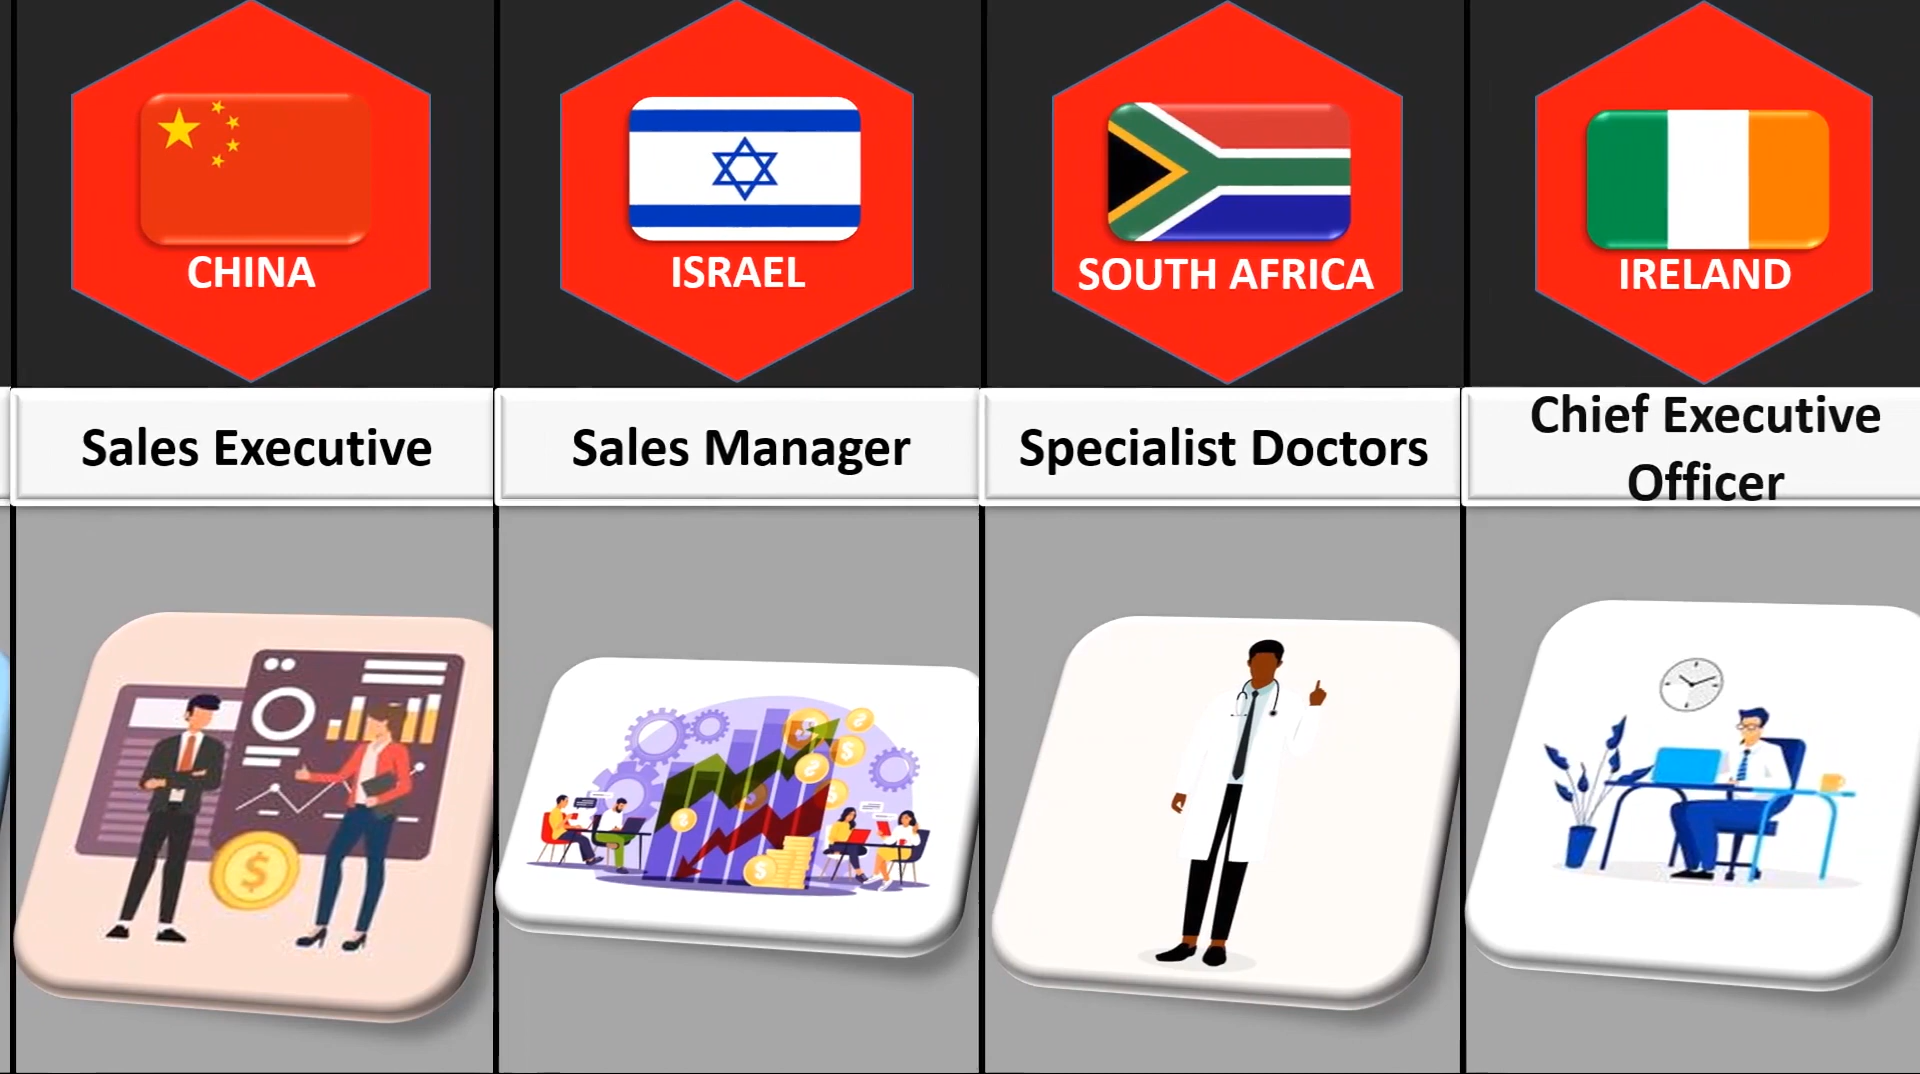 CHINA
ISRAEL
SOUTH AFRICA
IRELAND
Sales Executive
Sales Manager
Specialist Doctors
Chief Executive
Officer